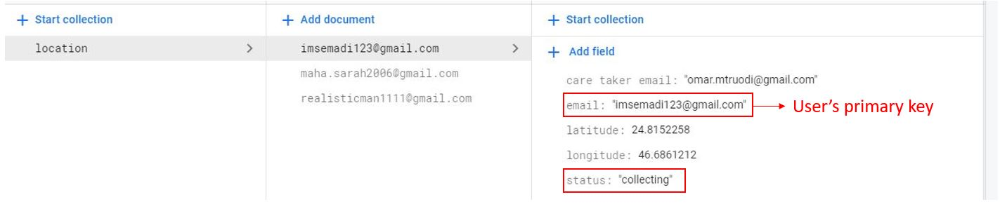 Start collection
location
Add document
imsemadi123@gmail.com
maha.sarah2006@gmail.com
realisticman1111@gmail.com
Start collection
Add field
care taker email: "omar.mtruodi@gmail.com"
email: "imsemadi123@gmail.com"
User's primary key
latitude: 24.8152258
longitude: 46.6861212
status: "collecting"